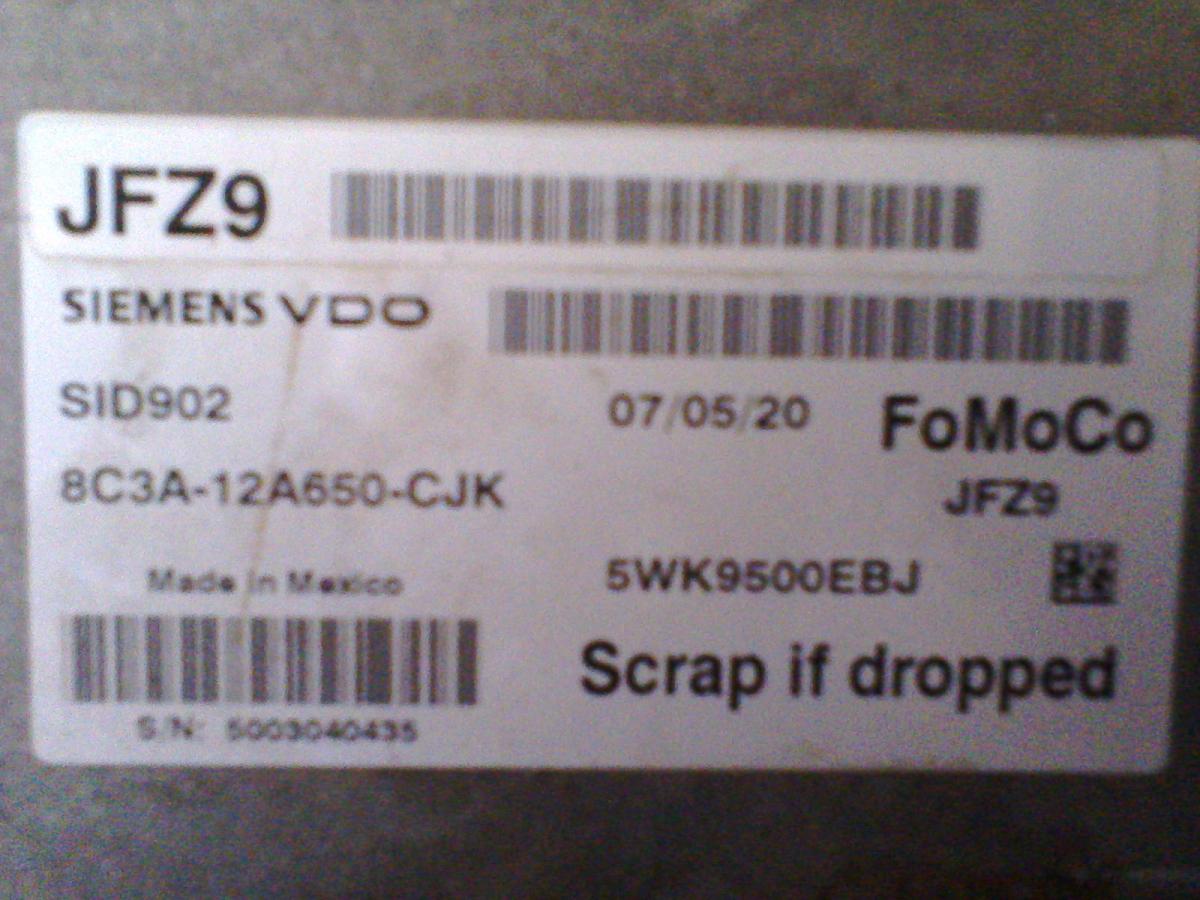 JFZ9
SIEMENS VDO
SID902
07/05/20
FoMoCo
8C3A-12A650-CJK
JFZ9
Made in Mexico
5WK9500EBJ
Scrap if dropped
S/N: 5003040435